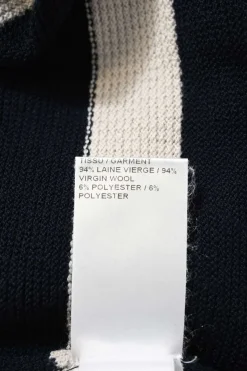 TISSU / GARMENT
94% LAINE VIERGE / 94%
VIRGIN WOOL
6% POLYESTER / 6%
POLYESTER